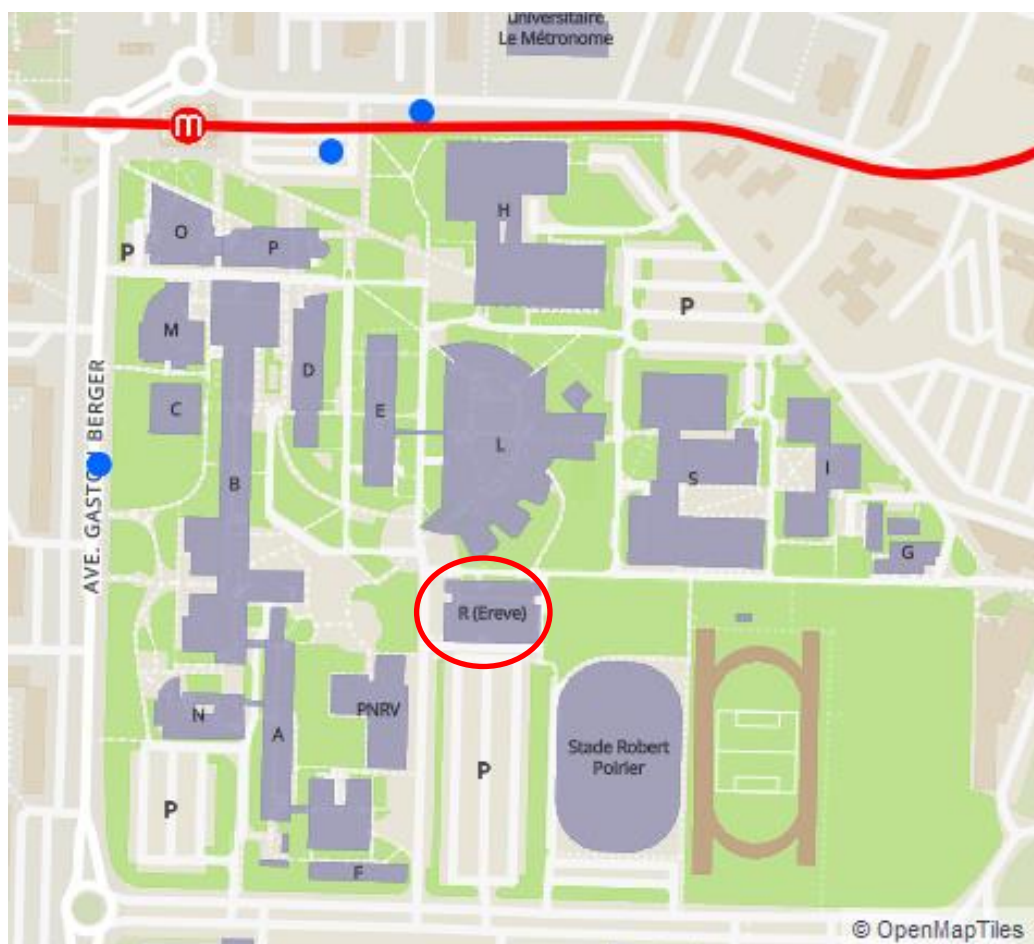 universitaire,
Le Métronome
m
H
O
P
P
P
M
D
AVE. GASTON BERGER
C
E
L
B
S
I
G
R (Ereve)
PNRV
N
A
Stade Robert
Poirier
P
P
F
© OpenMapTiles